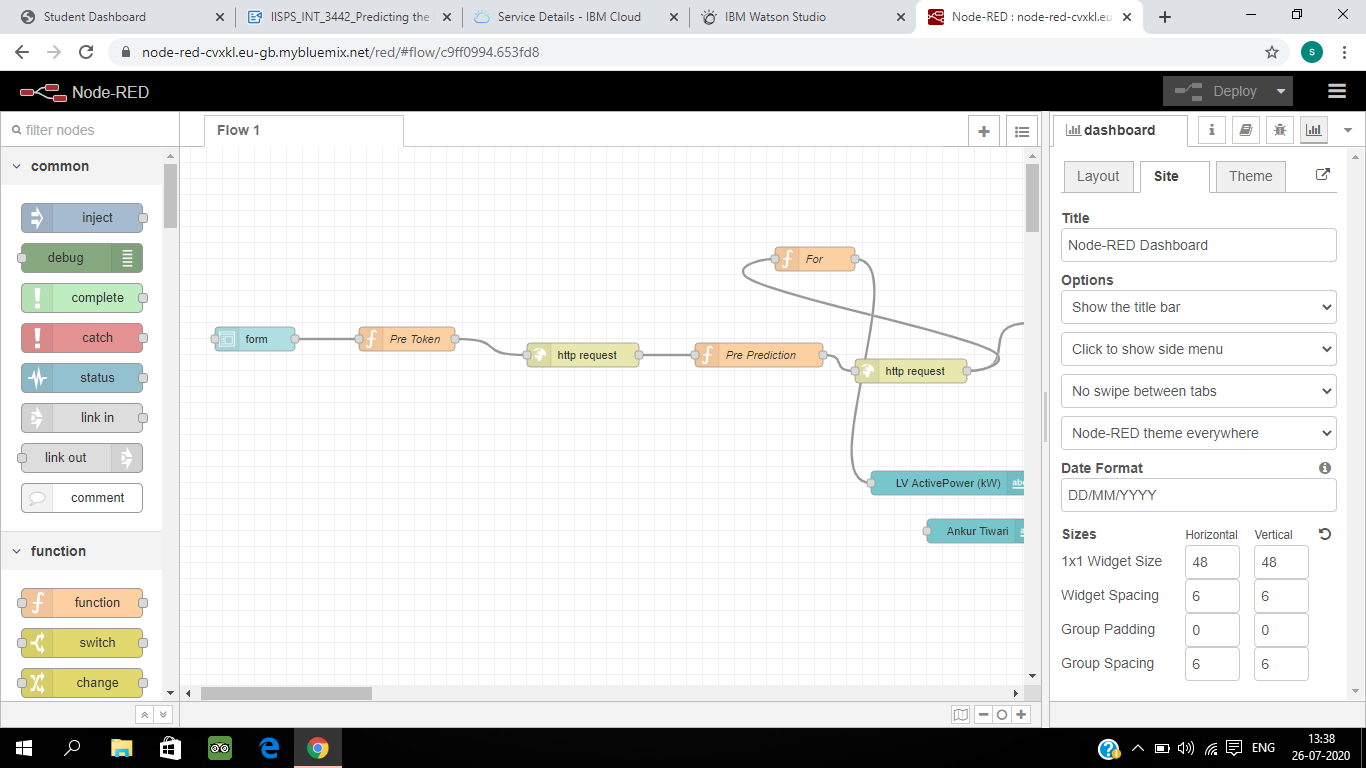 Student Dashboard
IISPS_INT_3442_Predicting the
Service Details - IBM Cloud
IBM Watson Studio
Node-RED : node-red-cvxkl.eu
node-red-cvxkl.eu-gb.mybluemix.net/red/#flow/c9ff0994.653fd8
S
Node-RED
Deploy
filter nodes
Flow 1
dashboard
common
inject
debug
complete
catch
status
link in
link out
comment
function
function
switch
change
form
Pre Token
http request
Pre Prediction
For
http request
LV ActivePower (kW)
abc
Ankur Tiwari
Layout
Site
Theme
Title
Node-RED Dashboard
Options
Show the title bar
Click to show side menu
No swipe between tabs
Node-RED theme everywhere
Date Format
DD/MM/YYYY
Sizes Horizontal Vertical
1x1 Widget Size 48 48
Widget Spacing 6 6
Group Padding 0 0
Group Spacing 6 6
ENG
13:38
26-07-2020